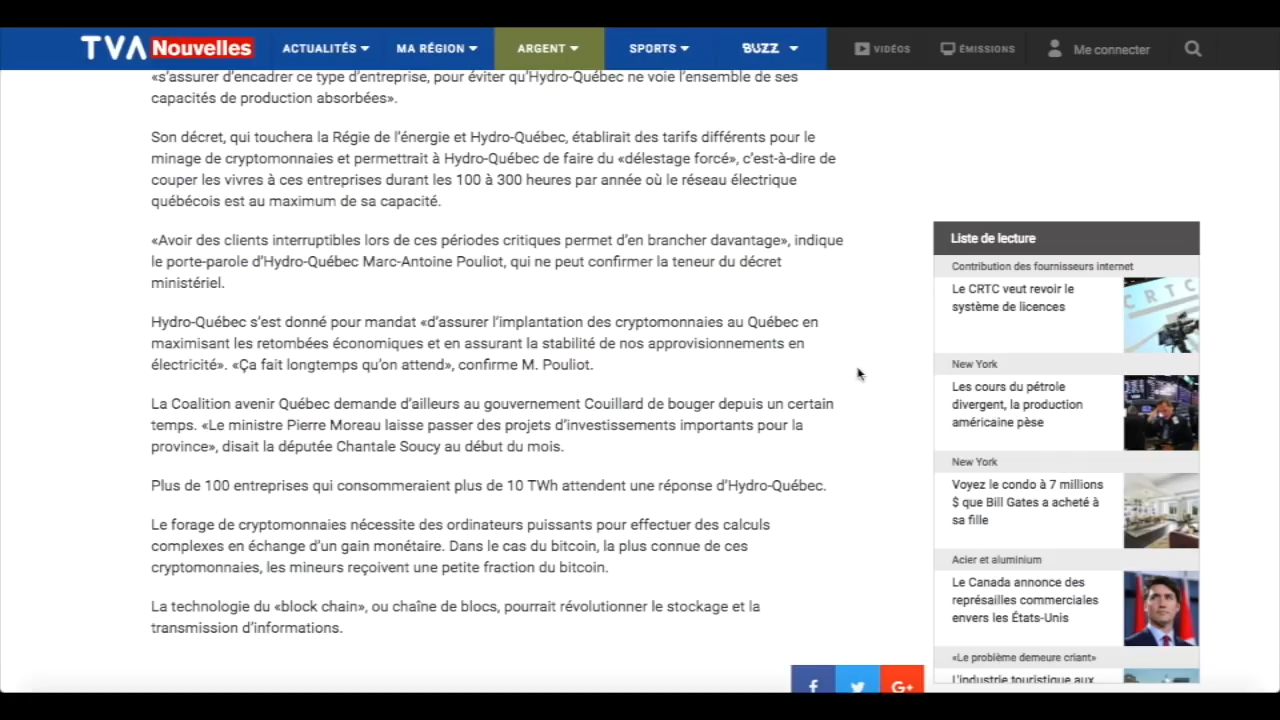 TVA Nouvelles
ACTUALITÉS
MA RÉGION
ARGENT
SPORTS
BUZZ
VIDÉOS
ÉMISSIONS
Me connecter
«s'assurer d'encadrer ce type d'entreprise, pour éviter qu'Hydro-Québec ne voie l'ensemble de ses
capacités de production absorbées».
Son décret, qui touchera la Régie de l'énergie et Hydro-Québec, établirait des tarifs différents pour le
minage de cryptomonnaies et permettrait à Hydro-Québec de faire du «délestage forcé», c'est-à-dire de
couper les vivres à ces entreprises durant les 100 à 300 heures par année où le réseau électrique
québécois est au maximum de sa capacité.
«Avoir des clients interruptibles lors de ces périodes critiques permet d'en brancher davantage», indique
le porte-parole d'Hydro-Québec Marc-Antoine Pouliot, qui ne peut confirmer la teneur du décret
ministériel.
Hydro-Québec s'est donné pour mandat «d'assurer l'implantation des cryptomonnaies au Québec en
maximisant les retombées économiques et en assurant la stabilité de nos approvisionnements en
électricité». «Ça fait longtemps qu'on attend», confirme M. Pouliot.
La Coalition avenir Québec demande d'ailleurs au gouvernement Couillard de bouger depuis un certain
temps. «Le ministre Pierre Moreau laisse passer des projets d'investissements importants pour la
province», disait la députée Chantale Soucy au début du mois.
Plus de 100 entreprises qui consommeraient plus de 10 TWh attendent une réponse d'Hydro-Québec.
Le forage de cryptomonnaies nécessite des ordinateurs puissants pour effectuer des calculs
complexes en échange d'un gain monétaire. Dans le cas du bitcoin, la plus connue de ces
cryptomonnaies, les mineurs reçoivent une petite fraction du bitcoin.
La technologie du «block chain», ou chaîne de blocs, pourrait révolutionner le stockage et la
transmission d'informations.
Liste de lecture
Contribution des fournisseurs internet
Le CRTC veut revoir le
système de licences
CRTC
New York
Les cours du pétrole
divergent, la production
américaine pèse
New York
Voyez le condo à 7 millions
$ que Bill Gates a acheté à
sa fille
Acier et aluminium
Le Canada annonce des
représailles commerciales
envers les États-Unis
«Le problème demeure criant»
L'industrie touristique aux
f
G+